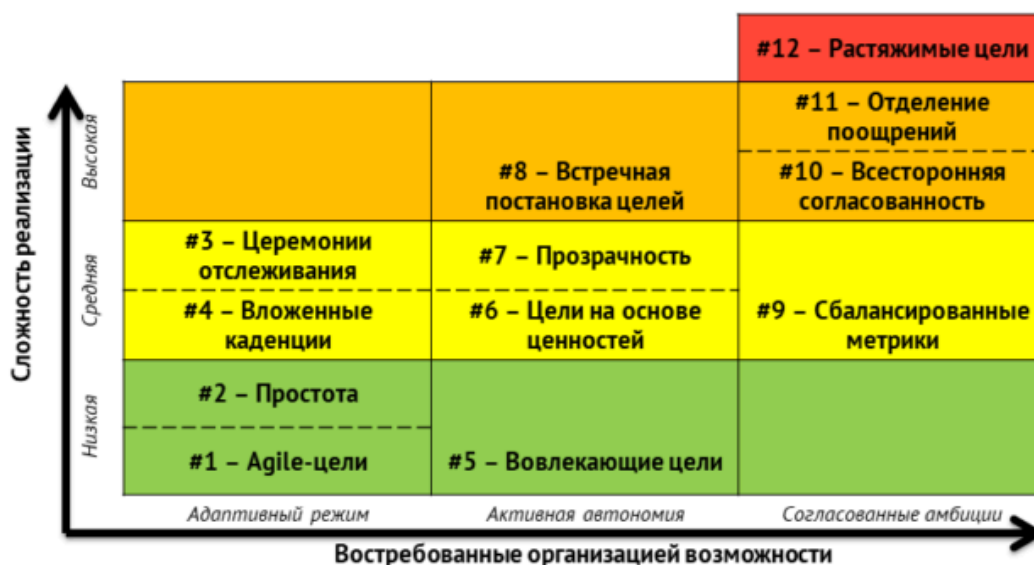 #12 – Растяжимые цели
#11 – Отделение
поощрений
#8 – Встречная
постановка целей
#10 – Всесторонняя
согласованность
#3 – Церемонии
отслеживания
#7 – Прозрачность
#4 – Вложенные
каденции
#6 – Цели на основе
ценностей
#9 – Сбалансированные
метрики
#2 – Простота
#1 – Agile-цели
#5 – Вовлекающие цели
Сложность реализации
Высокая
Средняя
Низкая
Адаптивный режим
Активная автономия
Согласованные амбиции
Востребованные организацией возможности